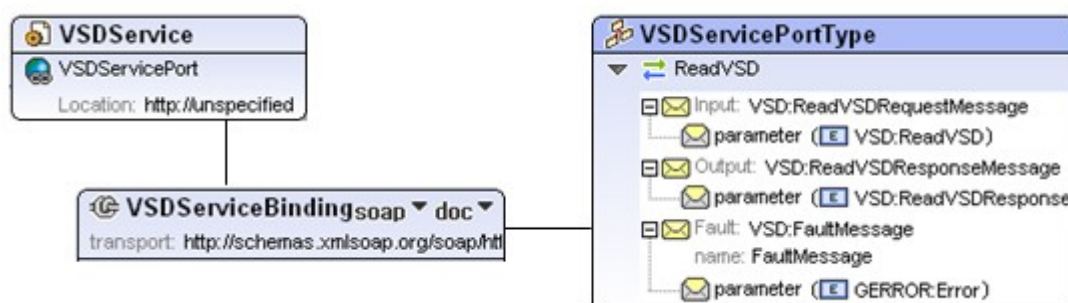 VSDService
VSDServicePort
Location: http://unspecified
VSDServiceBinding soap doc
transport: http://schemas.xmlsoap.org/soap/htt
VSDServicePortType
ReadVSD
Input: VSD:ReadVSDRequestMessage
parameter (E VSD:ReadVSD)
Output: VSD:ReadVSDResponseMessage
parameter (E VSD:ReadVSDResponse
Fault: VSD:FaultMessage
name: FaultMessage
parameter (E GERROR:Error)